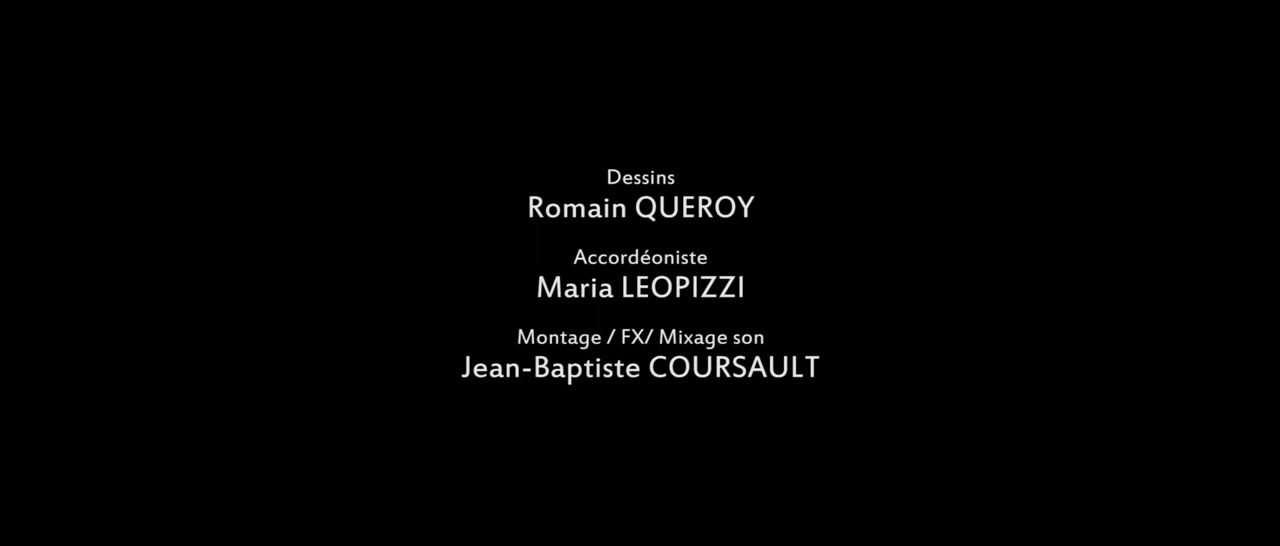 Dessins
Romain QUEROY
Accordéoniste
Maria LEOPIZZI
Montage / FX/ Mixage son
Jean-Baptiste COURSAULT